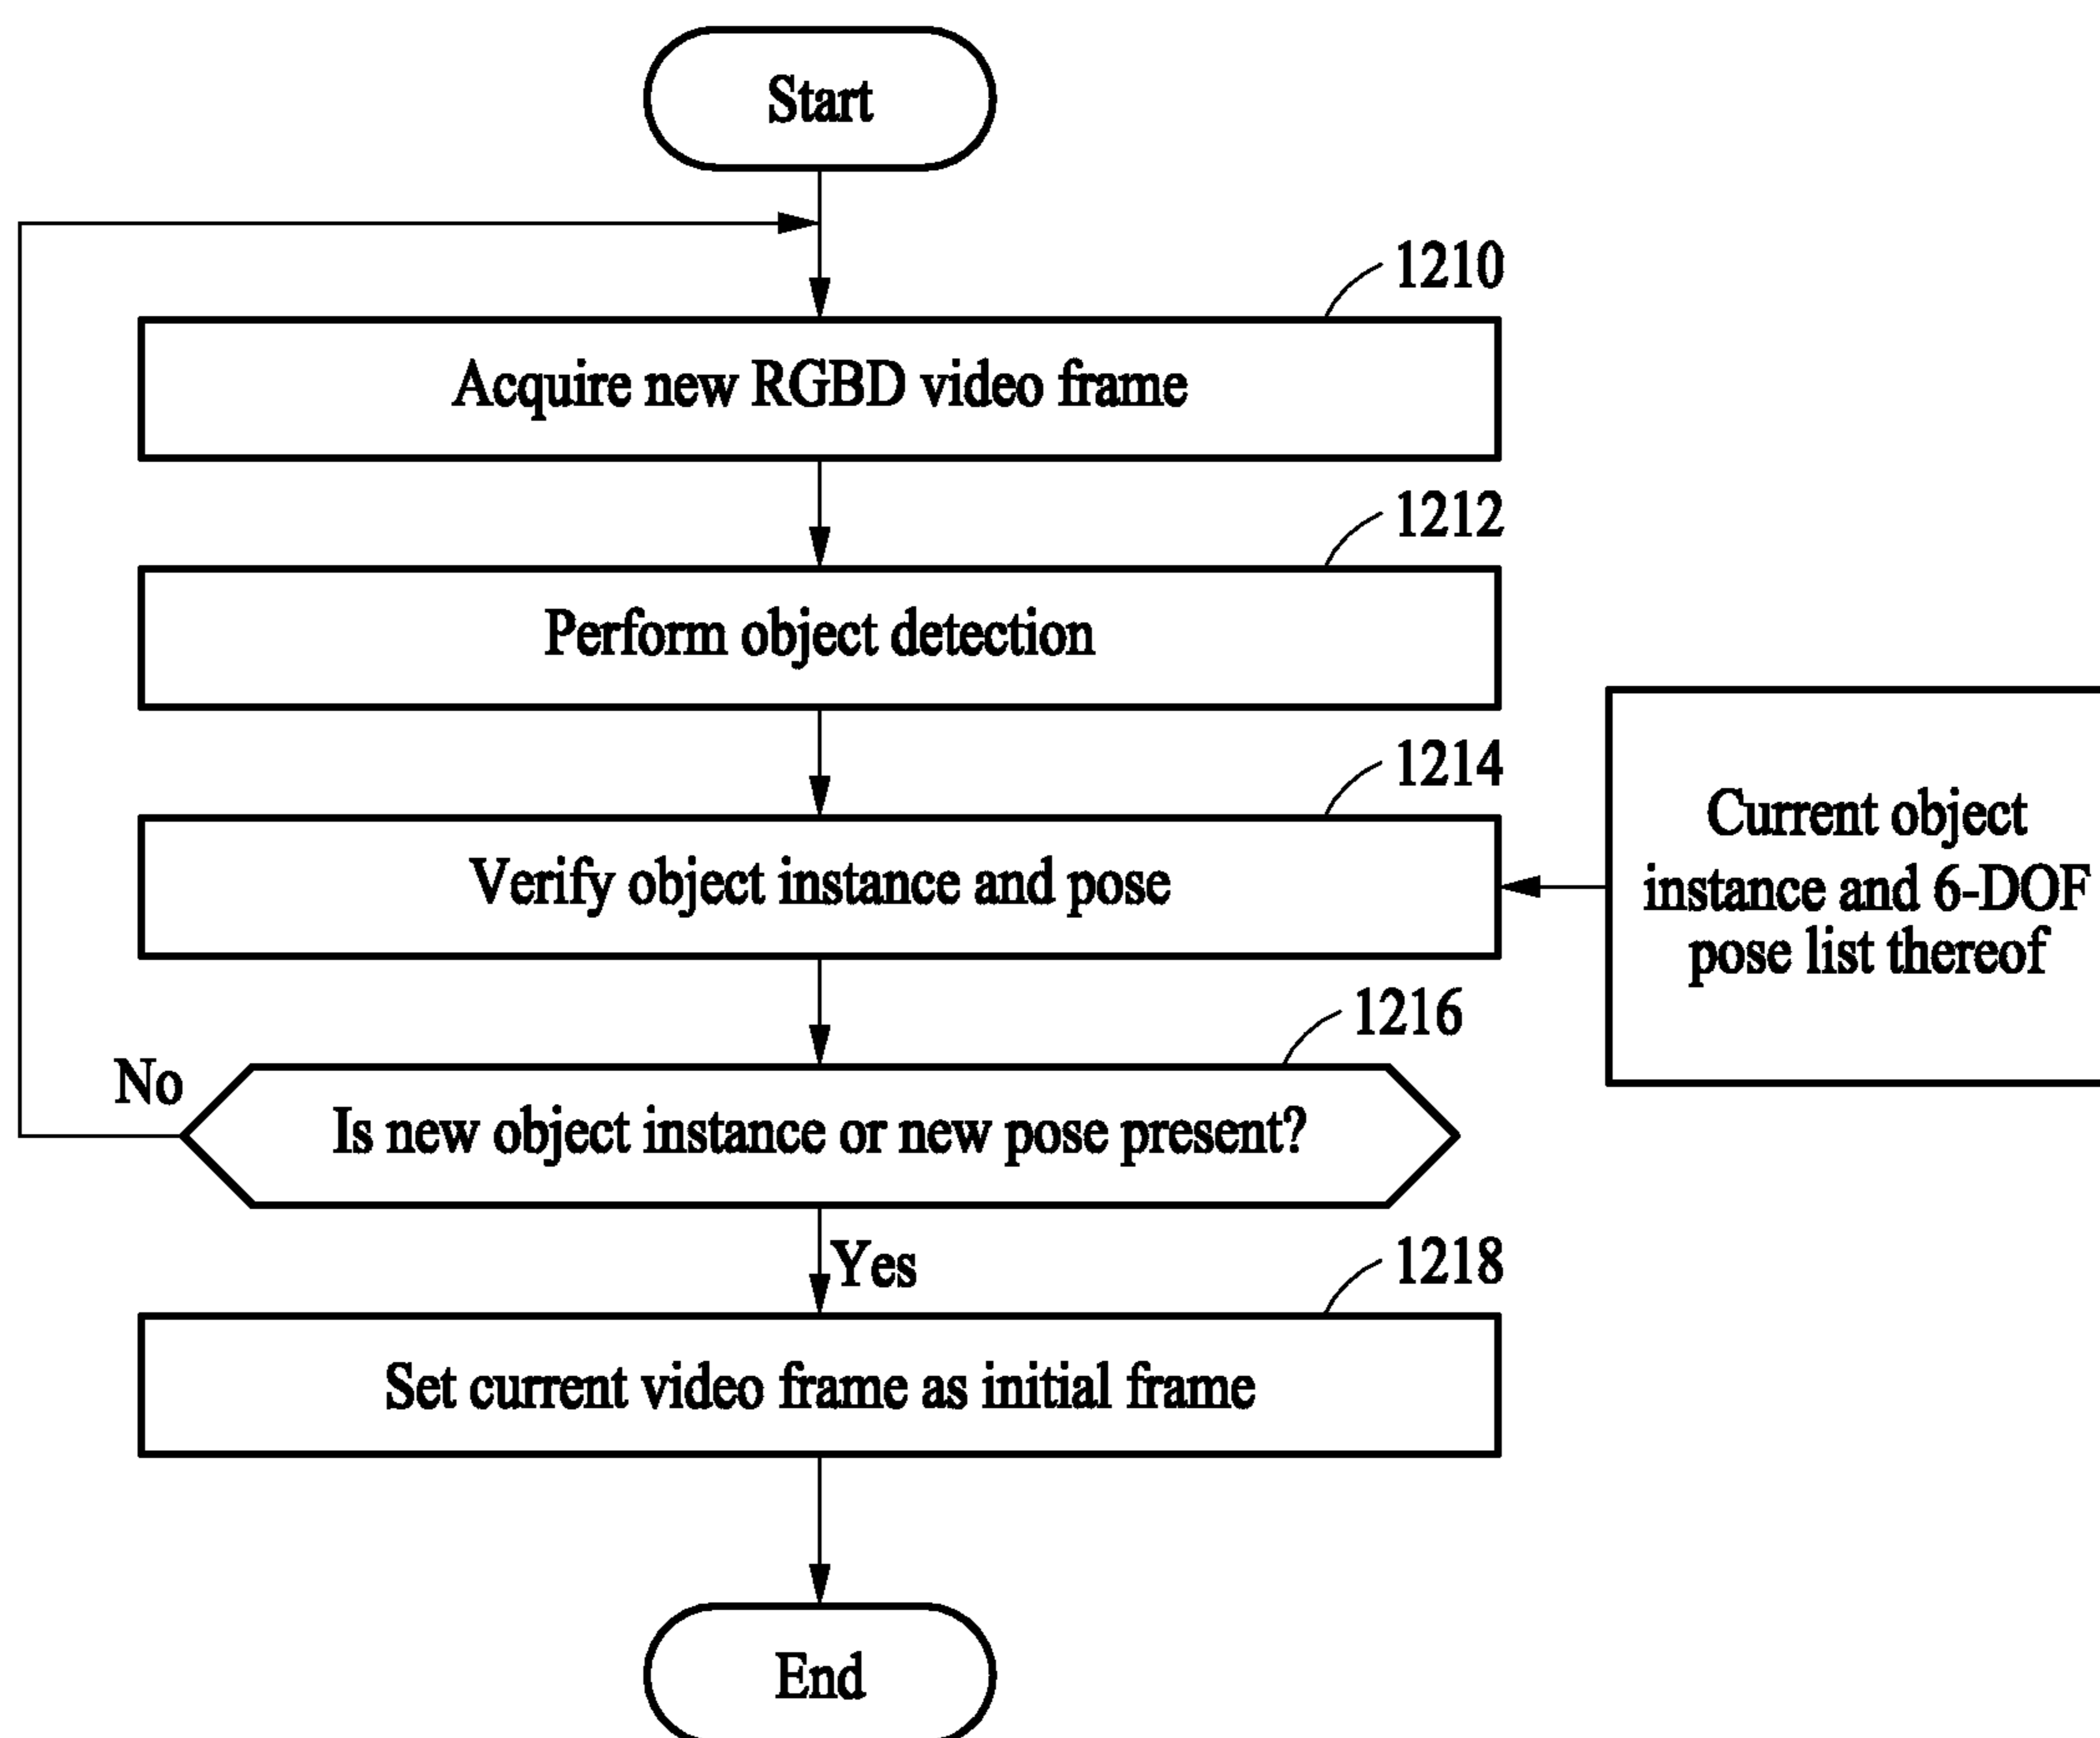 Start
1210
Acquire new RGBD video frame
1212
Perform object detection
1214
Verify object instance and pose
Current object
instance and 6-DOF
pose list thereof
1216
No
Is new object instance or new pose present?
Yes
1218
Set current video frame as initial frame
End